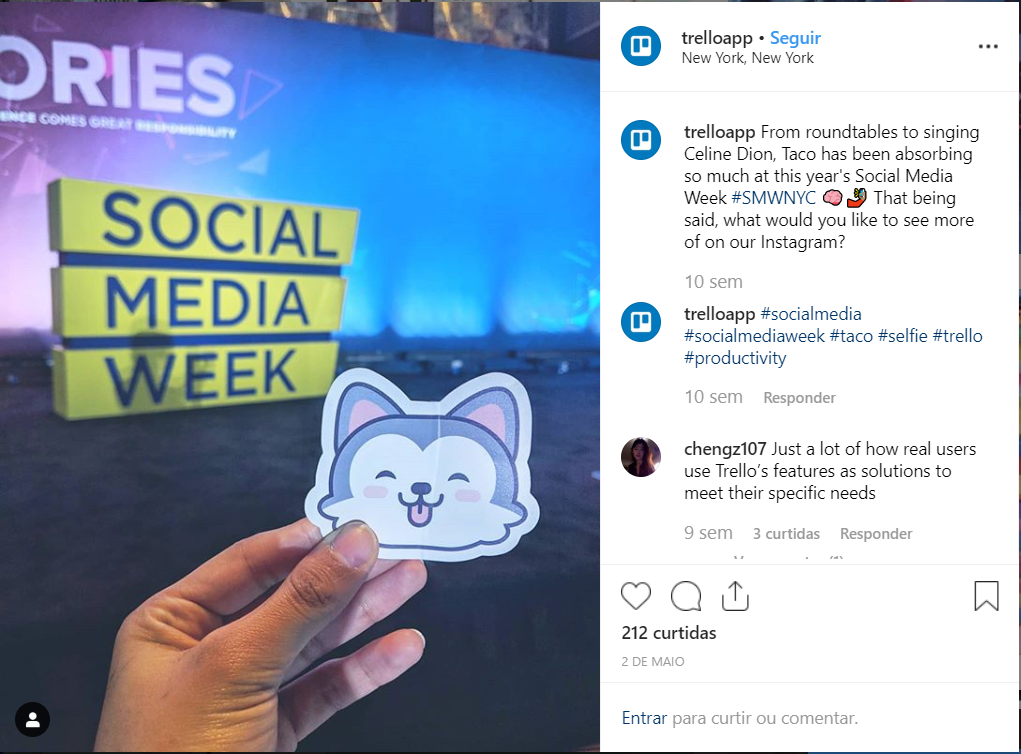 ORIES
ENCE COMES GREAT RESPONSIBILITY
SOCIAL
MEDIA
WEEK
trelloapp • Seguir
New York, New York
trelloapp From roundtables to singing
Celine Dion, Taco has been absorbing
so much at this year's Social Media
Week #SMWNYC 🧠🌮 That being
said, what would you like to see more
of on our Instagram?
10 sem
trelloapp #socialmedia
#socialmediaweek #taco #selfie #trello
#productivity
10 sem Responder
chengz107 Just a lot of how real users
use Trello’s features as solutions to
meet their specific needs
9 sem 3 curtidas Responder
212 curtidas
2 DE MAIO
Entrar para curtir ou comentar.